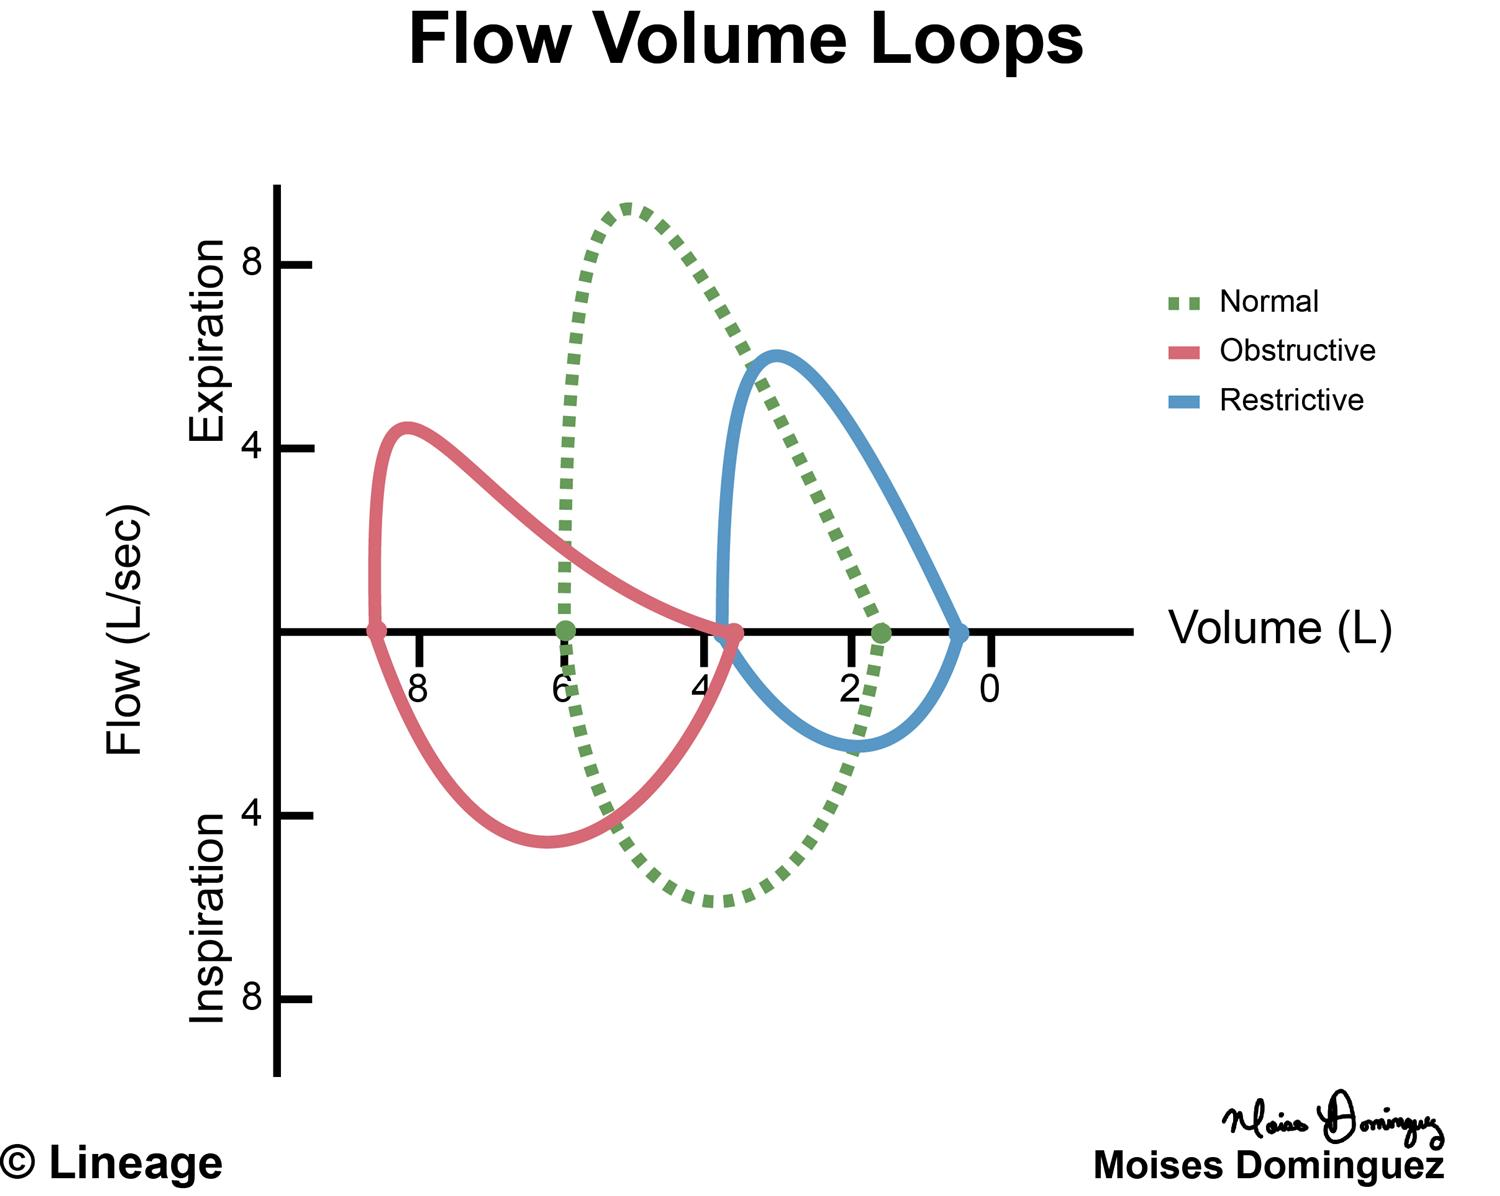 Flow Volume Loops
Expiration
8
4
Normal
Obstructive
Restrictive
Flow (L/sec)
Volume (L)
8
6
4
2
0
4
Inspiration
8
Moises Dominguez
© Lineage
Moises Dominguez